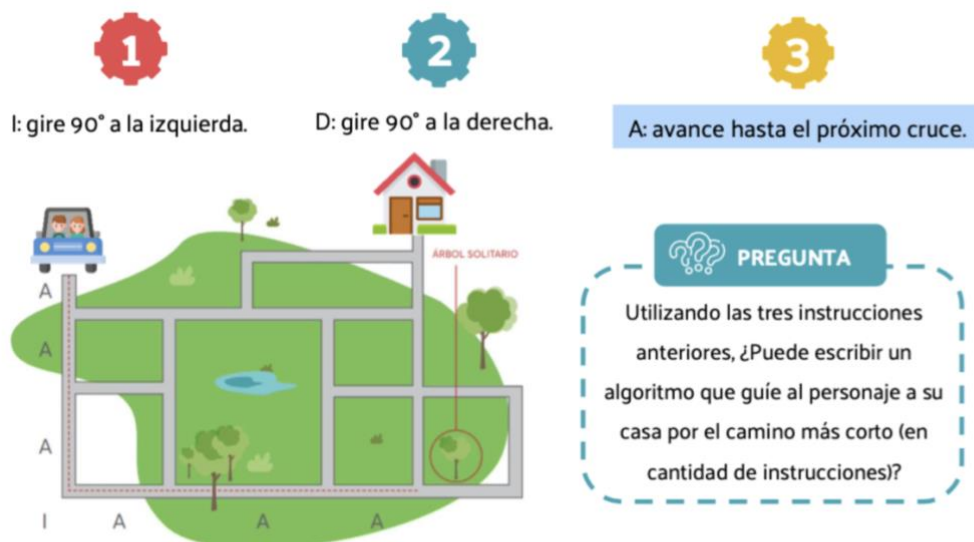 1
2
3
I: gire 90° a la izquierda.
D: gire 90° a la derecha.
A: avance hasta el próximo cruce.
ÁRBOL SOLITARIO
A
A
A
I
A
A
A
??? PREGUNTA
Utilizando las tres instrucciones
anteriores, ¿Puede escribir un
algoritmo que guíe al personaje a su
casa por el camino más corto (en
cantidad de instrucciones)?